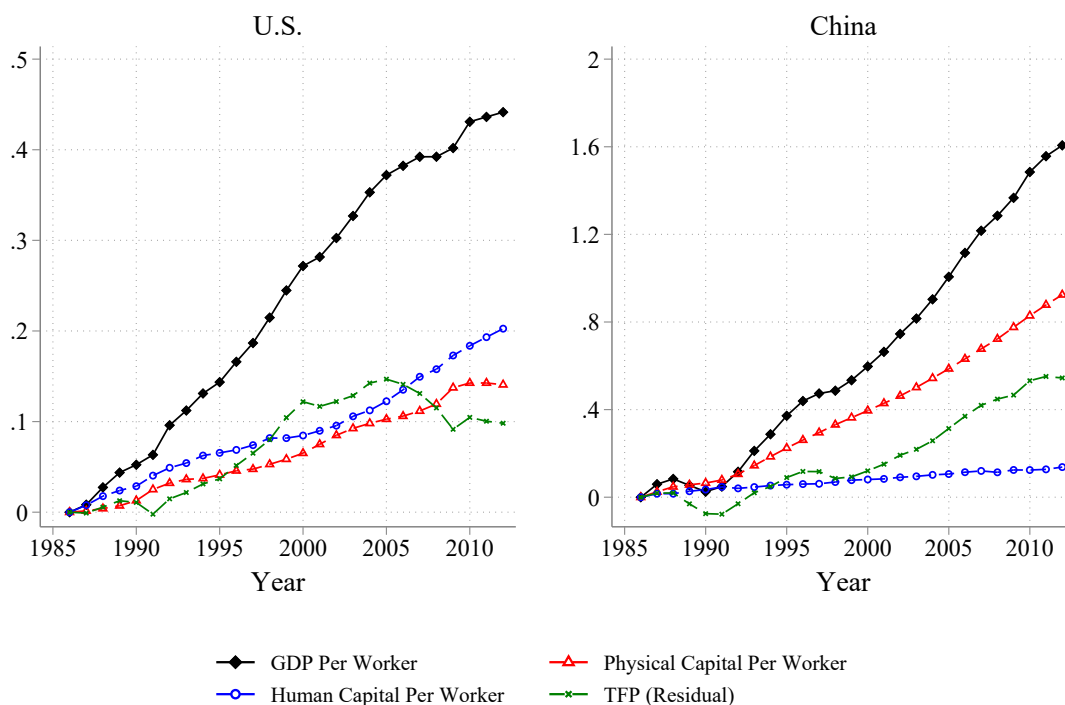 U.S.
.5
.4
.3
.2
.1
0
1985 1990 1995 2000 2005 2010
Year
China
2
1.6
1.2
.8
.4
0
1985 1990 1995 2000 2005 2010
Year
GDP Per Worker
Physical Capital Per Worker
Human Capital Per Worker
TFP (Residual)